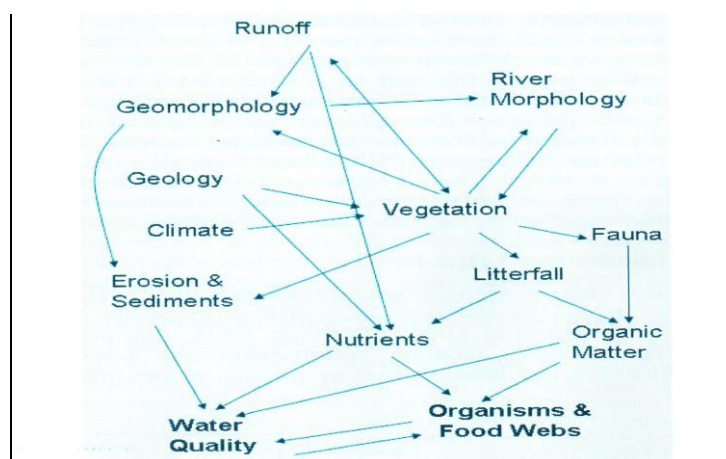 Runoff
River
Morphology
Geomorphology
Geology
Vegetation
Climate
Fauna
Erosion &
Sediments
Litterfall
Nutrients
Organic
Matter
Water
Quality
Organisms &
Food Webs